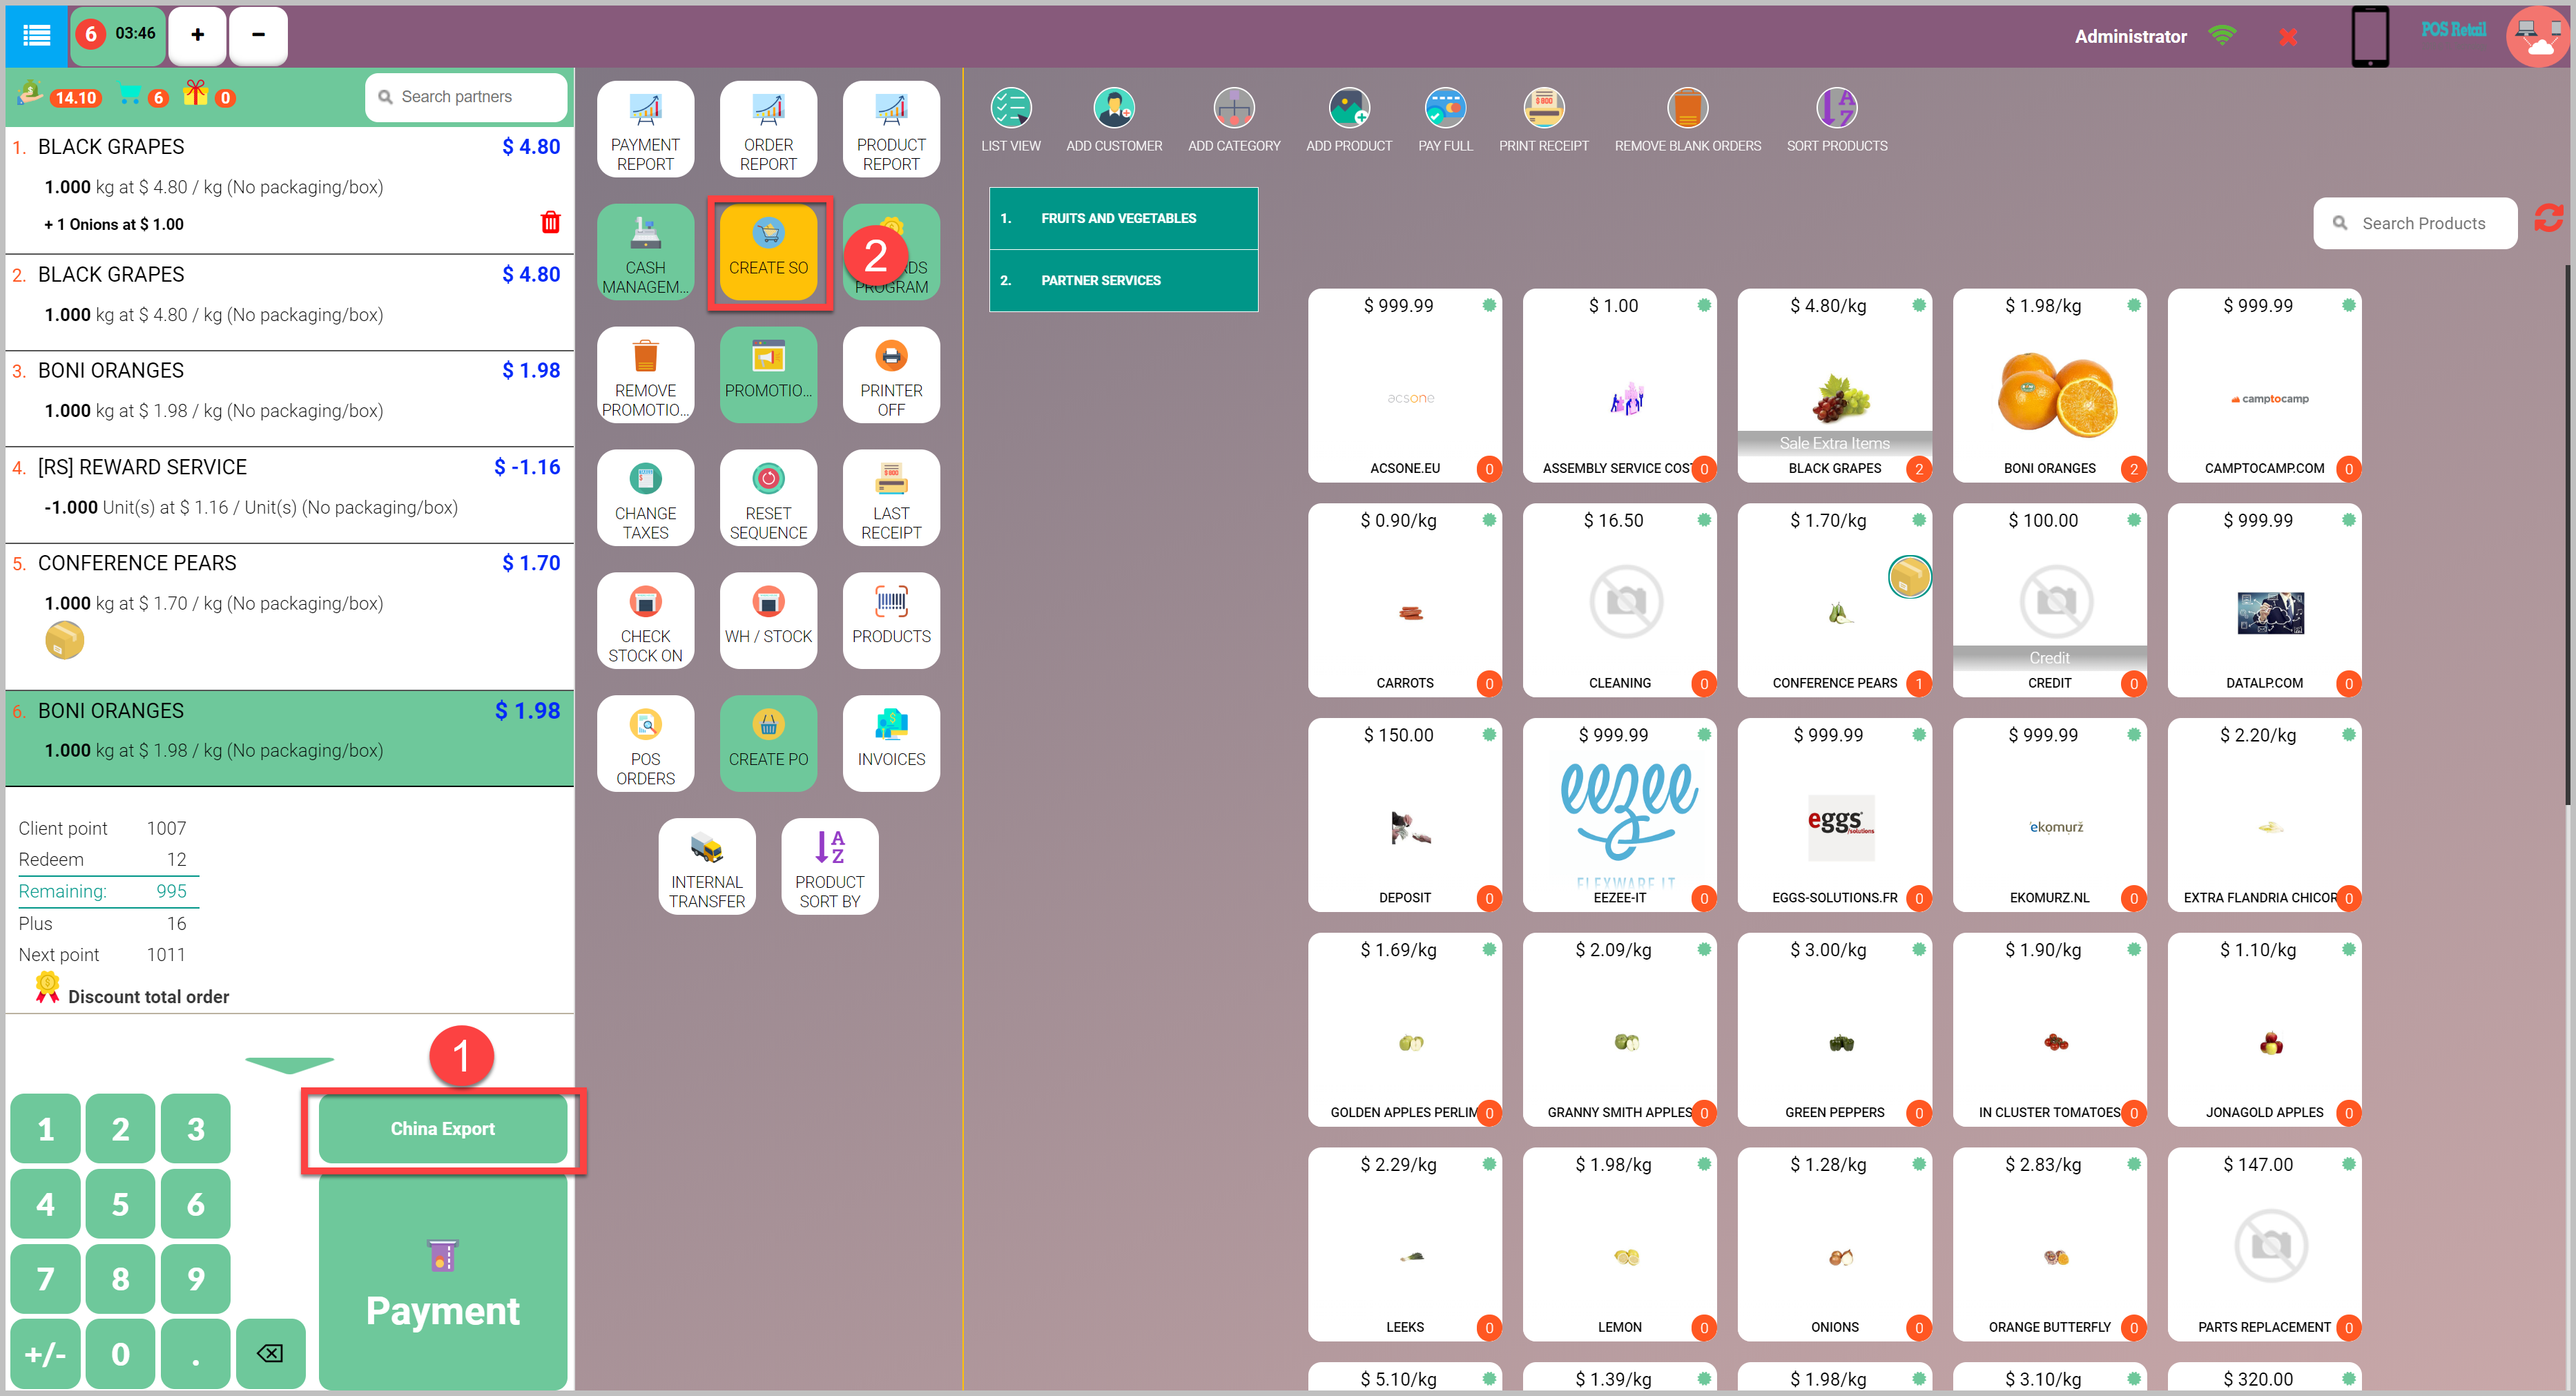 6 03:46 + −
Administrator
POS Retail
14.10 6 0 Search partners
1. BLACK GRAPES $ 4.80
1.000 kg at $ 4.80 / kg (No packaging/box)
+ 1 Onions at $ 1.00
2. BLACK GRAPES $ 4.80
1.000 kg at $ 4.80 / kg (No packaging/box)
3. BONI ORANGES $ 1.98
1.000 kg at $ 1.98 / kg (No packaging/box)
4. [RS] REWARD SERVICE $ -1.16
-1.000 Unit(s) at $ 1.16 / Unit(s) (No packaging/box)
5. CONFERENCE PEARS $ 1.70
1.000 kg at $ 1.70 / kg (No packaging/box)
6. BONI ORANGES $ 1.98
1.000 kg at $ 1.98 / kg (No packaging/box)
Client point 1007
Redeem 12
Remaining: 995
Plus 16
Next point 1011
Discount total order
1
1 2 3
China Export
4 5 6
7 8 9
Payment
+/- 0 .
PAYMENT
REPORT
ORDER
REPORT
PRODUCT
REPORT
CASH
MANAGEM...
CREATE SO
2
RDS
PROGRAM
REMOVE
PROMOTIO...
PROMOTIO...
PRINTER
OFF
CHANGE
TAXES
RESET
SEQUENCE
LAST
RECEIPT
CHECK
STOCK ON
WH / STOCK
PRODUCTS
POS
ORDERS
CREATE PO
INVOICES
INTERNAL
TRANSFER
A
Z
PRODUCT
SORT BY
LIST VIEW ADD CUSTOMER ADD CATEGORY ADD PRODUCT PAY FULL PRINT RECEIPT REMOVE BLANK ORDERS SORT PRODUCTS
1. FRUITS AND VEGETABLES
2. PARTNER SERVICES
Search Products
$ 999.99 $ 1.00 $ 4.80/kg $ 1.98/kg $ 999.99
acsone
camptocamp
Sale Extra Items
ACSONE.EU 0 ASSEMBLY SERVICE COST 0 BLACK GRAPES 2 BONI ORANGES 2 CAMPTOCAMP.COM 0
$ 0.90/kg $ 16.50 $ 1.70/kg $ 100.00 $ 999.99
Credit
CARROTS 0 CLEANING 0 CONFERENCE PEARS 1 CREDIT 0 DATALP.COM 0
$ 150.00 $ 999.99 $ 999.99 $ 999.99 $ 2.20/kg
eezee
FLEXWARE IT
eggs
solutions
ekomurz
DEPOSIT 0 EEZEE-IT 0 EGGS-SOLUTIONS.FR 0 EKOMURZ.NL 0 EXTRA FLANDRIA CHICOR 0
$ 1.69/kg $ 2.09/kg $ 3.00/kg $ 1.90/kg $ 1.10/kg
GOLDEN APPLES PERLIM 0 GRANNY SMITH APPLES 0 GREEN PEPPERS 0 IN CLUSTER TOMATOES 0 JONAGOLD APPLES 0
$ 2.29/kg $ 1.98/kg $ 1.28/kg $ 2.83/kg $ 147.00
LEEKS 0 LEMON 0 ONIONS 0 ORANGE BUTTERFLY 0 PARTS REPLACEMENT 0
$ 5.10/kg $ 1.39/kg $ 1.98/kg $ 3.10/kg $ 320.00